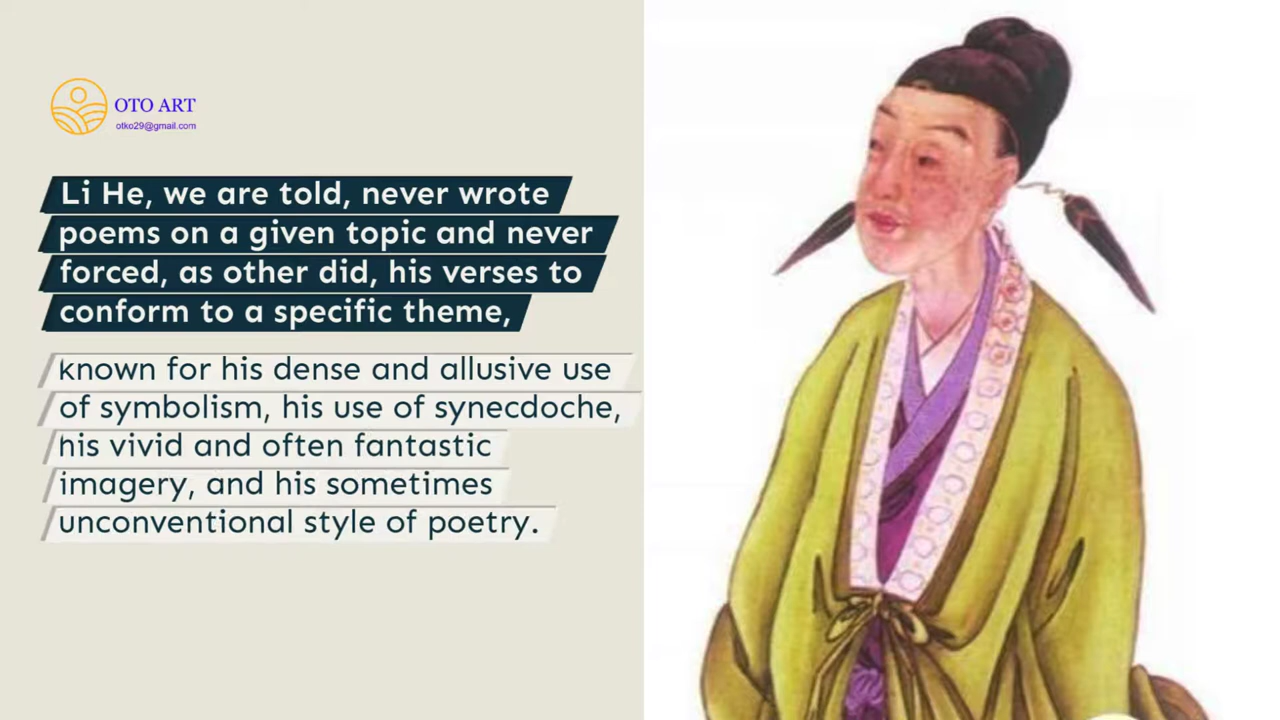 OTO ART
otko29@gmail.com
Li He, we are told, never wrote
poems on a given topic and never
forced, as other did, his verses to
conform to a specific theme,
known for his dense and allusive use
of symbolism, his use of synecdoche,
his vivid and often fantastic
imagery, and his sometimes
unconventional style of poetry.